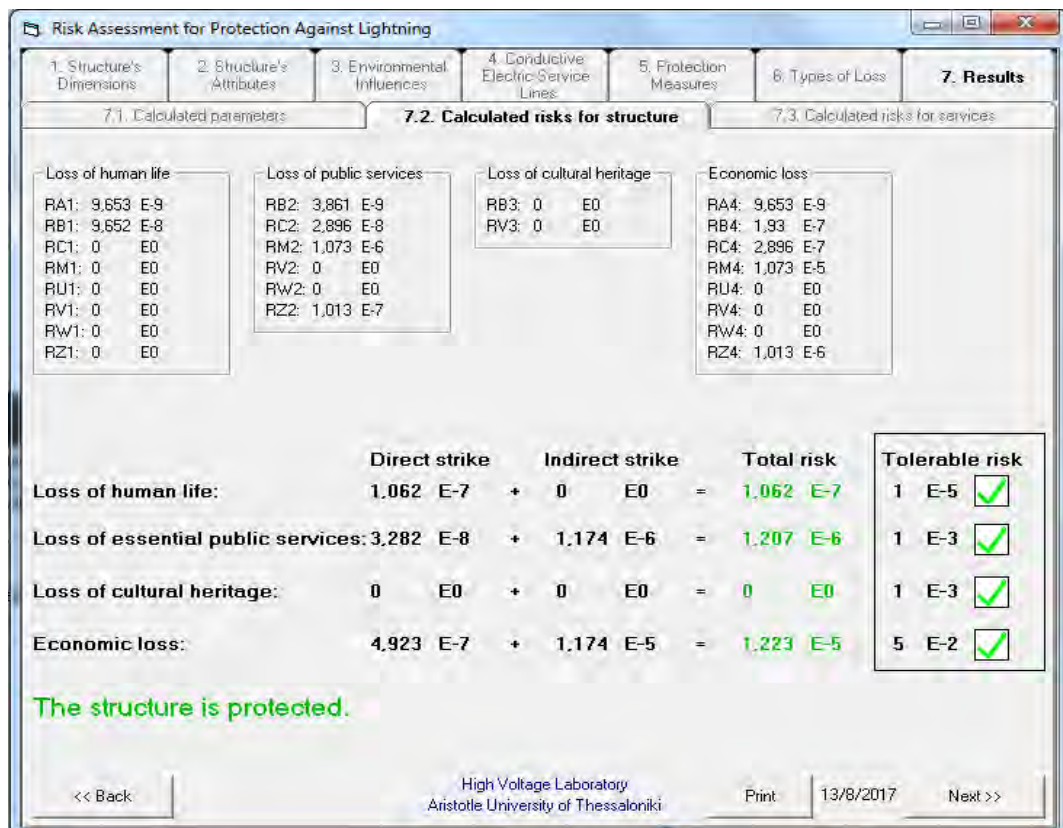 Risk Assessment for Protection Against Lightning
1. Structure's Dimensions
2. Structure's Attributes
3. Environmental Influences
4. Conductive Electric Service Lines
5. Protection Measures
6. Types of Loss
7. Results
7.1. Calculated parameters
7.2. Calculated risks for structure
7.3. Calculated risks for services
Loss of human life
RA1: 9,653 E-9
RB1: 9,652 E-8
RC1: 0 E0
RM1: 0 E0
RU1: 0 E0
RV1: 0 E0
RW1: 0 E0
RZ1: 0 E0
Loss of public services
RB2: 3,861 E-9
RC2: 2,896 E-8
RM2: 1,073 E-6
RV2: 0 E0
RW2: 0 E0
RZ2: 1,013 E-7
Loss of cultural heritage
RB3: 0 E0
RV3: 0 E0
Economic loss
RA4: 9,653 E-9
RB4: 1,93 E-7
RC4: 2,896 E-7
RM4: 1,073 E-5
RU4: 0 E0
RV4: 0 E0
RW4: 0 E0
RZ4: 1,013 E-6
Direct strike Indirect strike Total risk Tolerable risk
Loss of human life: 1,062 E-7 + 0 E0 = 1,062 E-7 1 E-5
Loss of essential public services: 3,282 E-8 + 1,174 E-6 = 1,207 E-6 1 E-3
Loss of cultural heritage: 0 E0 + 0 E0 = 0 E0 1 E-3
Economic loss: 4,923 E-7 + 1,174 E-5 = 1,223 E-5 5 E-2
The structure is protected.
<< Back
High Voltage Laboratory
Aristotle University of Thessaloniki
Print
13/8/2017
Next >>